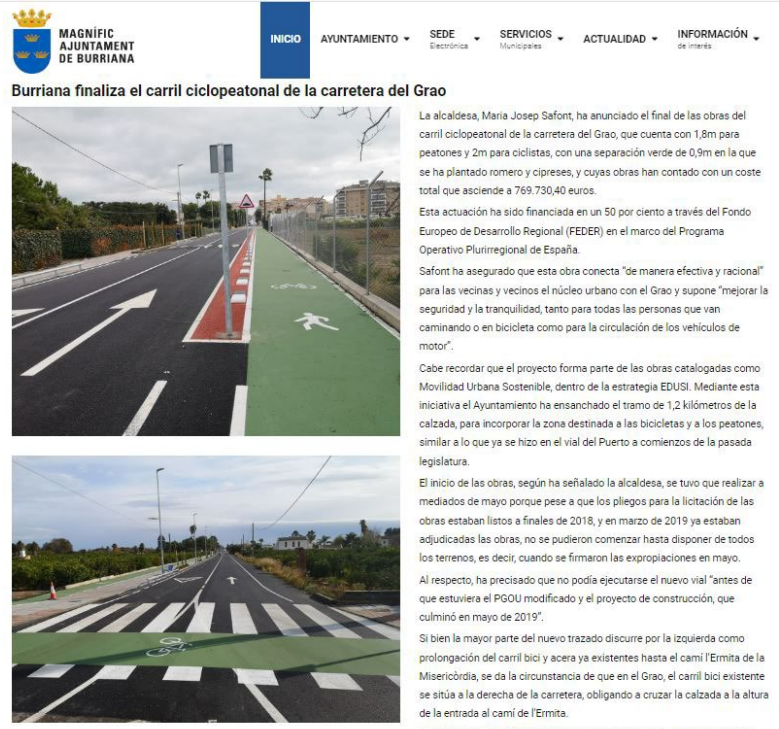 MAGNÍFIC
AJUNTAMENT
DE BURRIANA
INICIO
AYUNTAMIENTO
SEDE
Electrónica
SERVICIOS
Municipales
ACTUALIDAD
INFORMACIÓN
de interés
Burriana finaliza el carril ciclopeatonal de la carretera del Grao
La alcaldesa, Maria Josep Safont, ha anunciado el final de las obras del
carril ciclopeatonal de la carretera del Grao, que cuenta con 1,8m para
peatones y 2m para ciclistas, con una separación verde de 0,9m en la que
se ha plantado romero y cipreses, y cuyas obras han contado con un coste
total que asciende a 769.730,40 euros.
Esta actuación ha sido financiada en un 50 por ciento a través del Fondo
Europeo de Desarrollo Regional (FEDER) en el marco del Programa
Operativo Plurirregional de España.
Safont ha asegurado que esta obra conecta “de manera efectiva y racional”
para las vecinas y vecinos el núcleo urbano con el Grao y supone “mejorar la
seguridad y la tranquilidad, tanto para todas las personas que van
caminando o en bicicleta como para la circulación de los vehículos de
motor”.
Cabe recordar que el proyecto forma parte de las obras catalogadas como
Movilidad Urbana Sostenible, dentro de la estrategia EDUSI. Mediante esta
iniciativa el Ayuntamiento ha ensanchado el tramo de 1,2 kilómetros de la
calzada, para incorporar la zona destinada a las bicicletas y a los peatones,
similar a lo que ya se hizo en el vial del Puerto a comienzos de la pasada
legislatura.
El inicio de las obras, según ha señalado la alcaldesa, se tuvo que realizar a
mediados de mayo porque pese a que los pliegos para la licitación de las
obras estaban listos a finales de 2018, y en marzo de 2019 ya estaban
adjudicadas las obras, no se pudieron comenzar hasta disponer de todos
los terrenos, es decir, cuando se firmaron las expropiaciones en mayo.
Al respecto, ha precisado que no podía ejecutarse el nuevo vial “antes de
que estuviera el PGOU modificado y el proyecto de construcción, que
culminó en mayo de 2019”.
Si bien la mayor parte del nuevo trazado discurre por la izquierda como
prolongación del carril bici y acera ya existentes hasta el camí l'Ermita de la
Misericòrdia, se da la circunstancia de que en el Grao, el carril bici existente
se sitúa a la derecha de la carretera, obligando a cruzar la calzada a la altura
de la entrada al camí de l'Ermita.